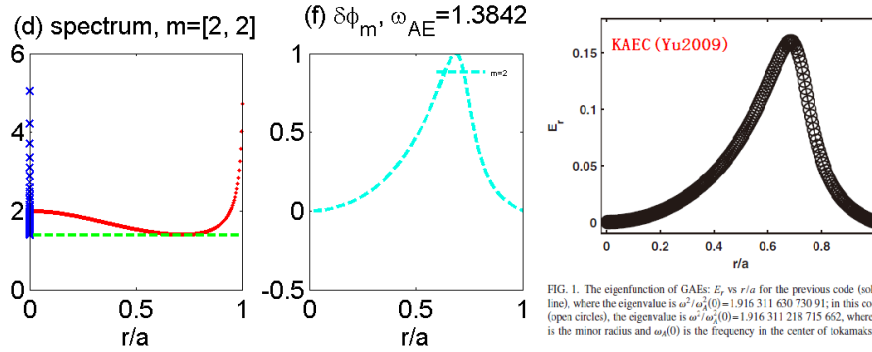 (d) spectrum, m=[2, 2]
6
4
2
0
0
0.5
1
r/a
(f) δϕm, ωAE=1.3842
1
0.5
0
-0.5
m=2
0
0.5
1
r/a
KAEC(Yu2009)
Er
0.15
0.1
0.05
0
0
0.2
0.4
0.6
0.8
r/a
FIG. 1. The eigenfunction of GAEs: Er vs r/a for the previous code (sol
line), where the eigenvalue is ω²/ω²A(0)=1.916 311 630 730 91; in this co
(open circles), the eigenvalue is ω²/ω²A(0)=1.916 311 218 715 662, where
is the minor radius and ωA(0) is the frequency in the center of tokamaks